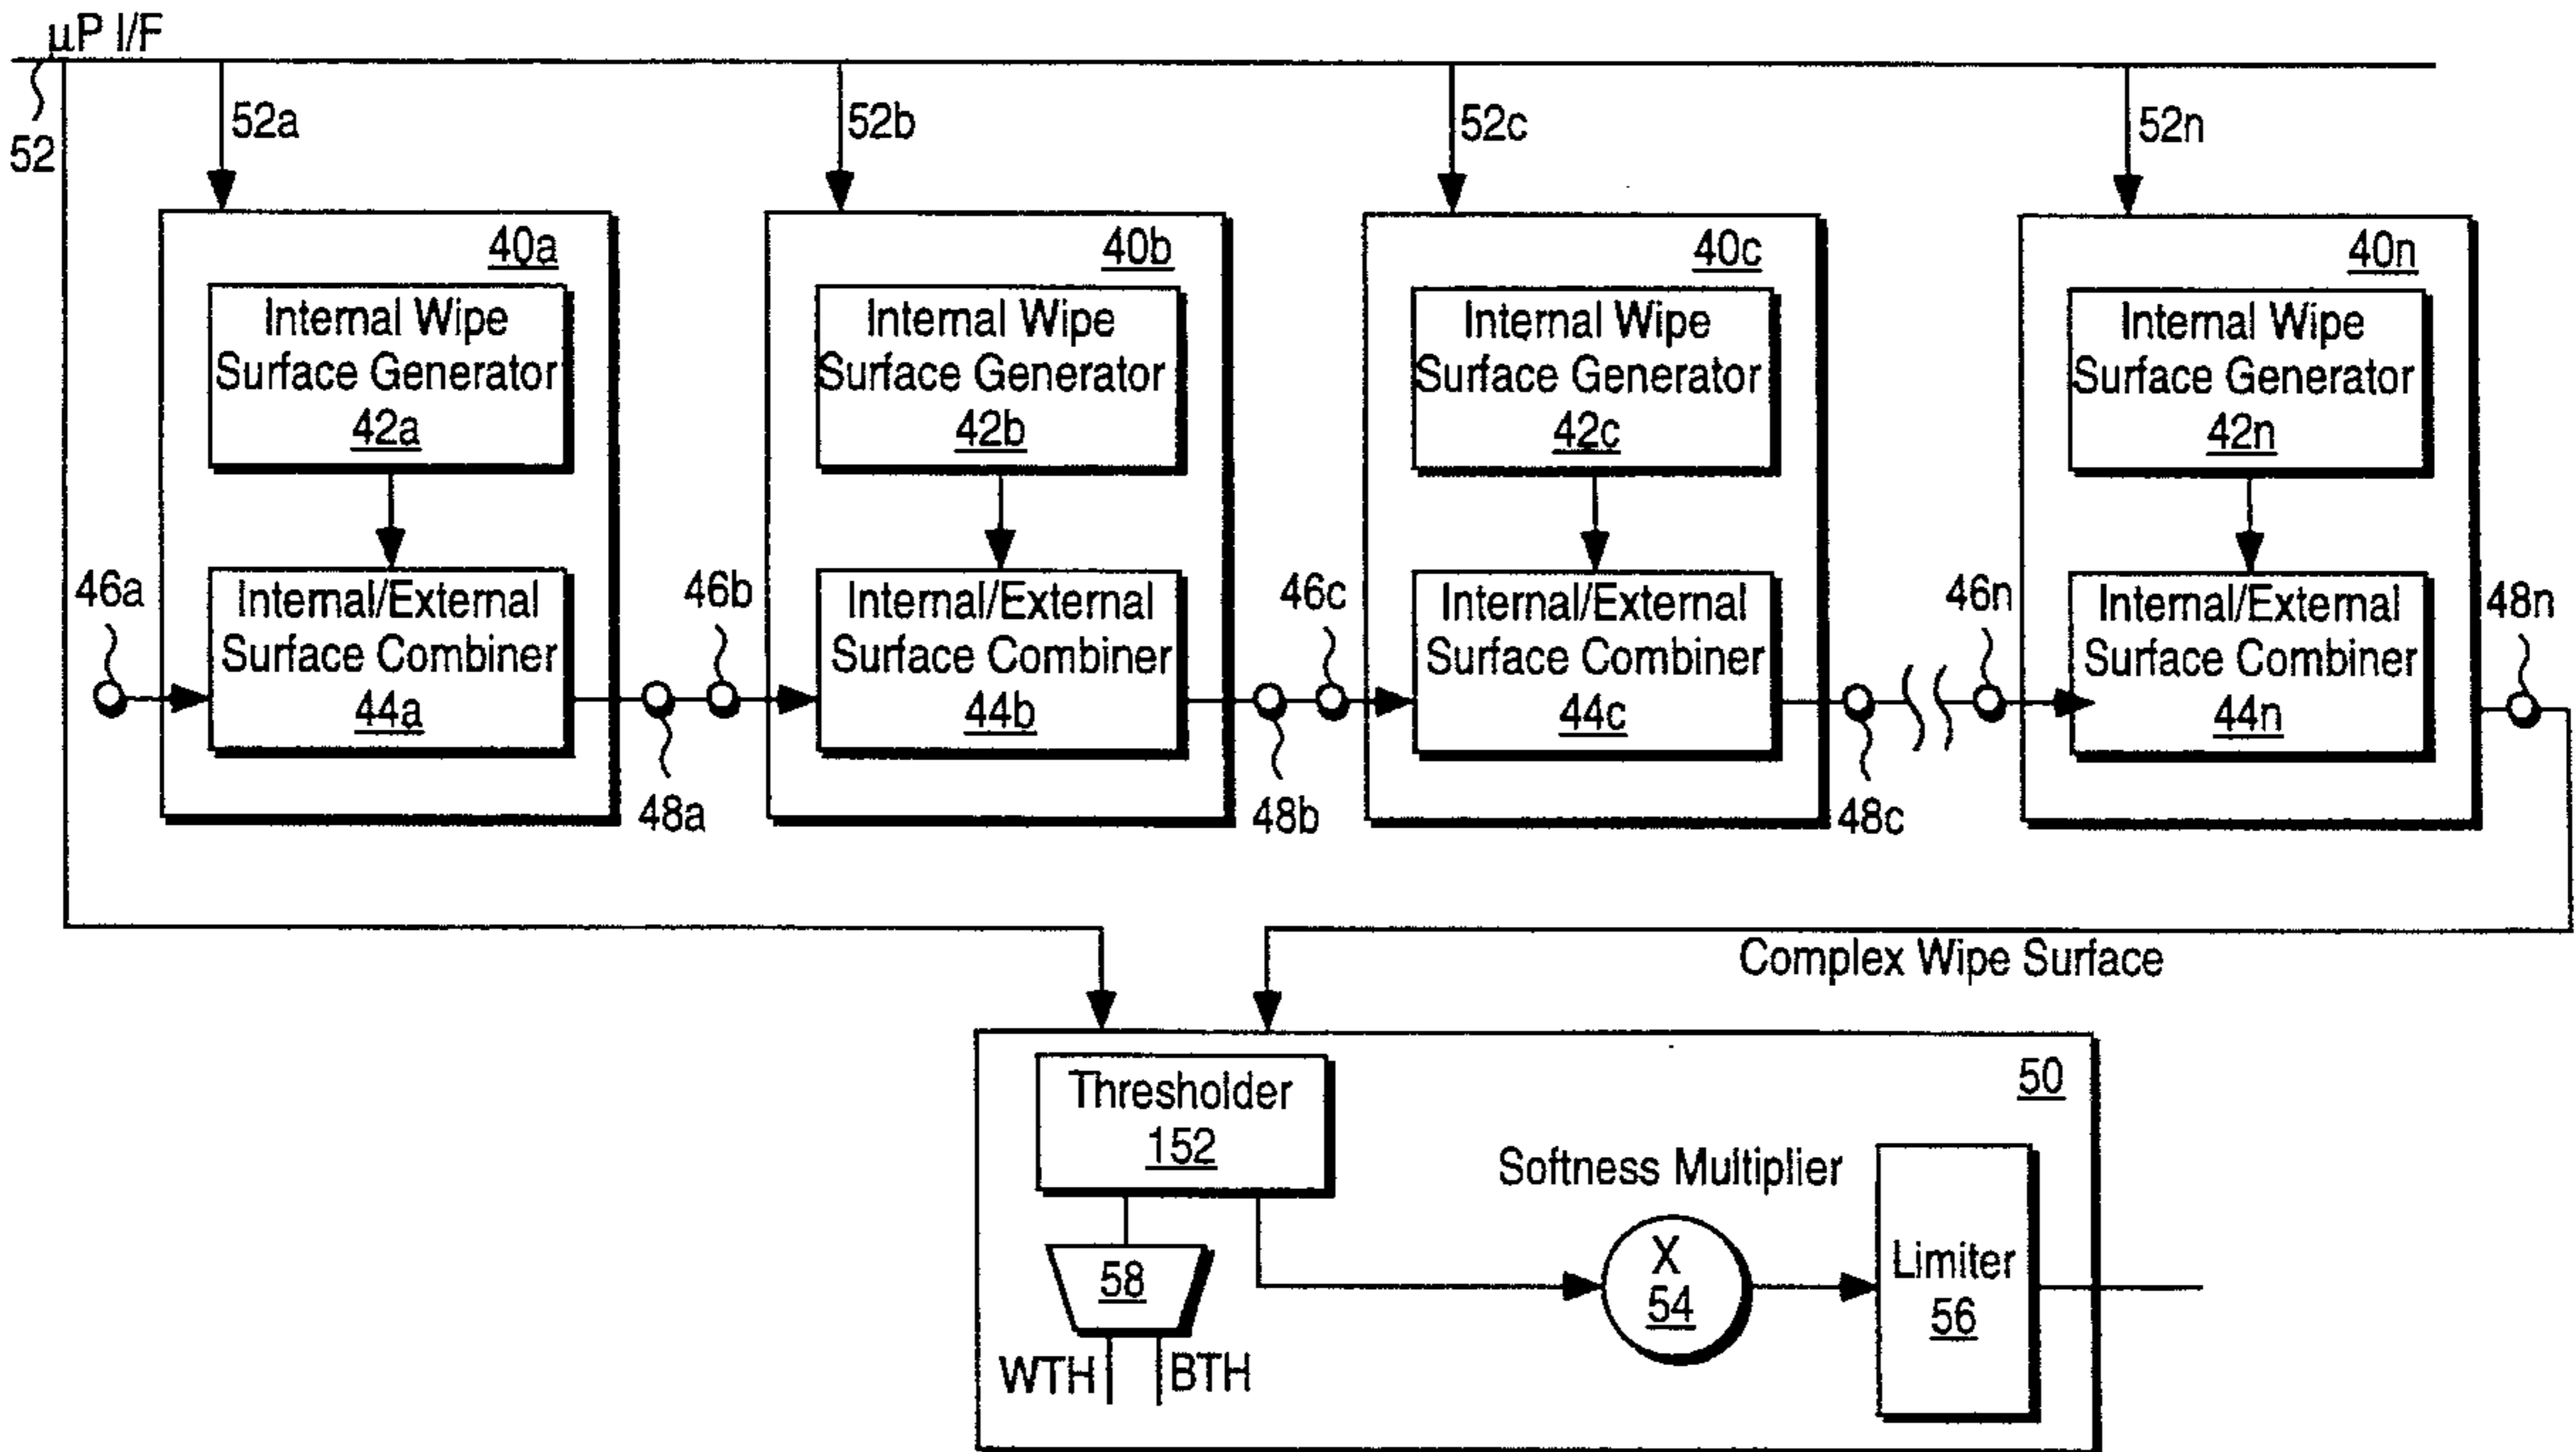 µP I/F
52
52a
52b
52c
52n
40a
40b
40c
40n
Internal Wipe
Surface Generator
42a
Internal Wipe
Surface Generator
42b
Internal Wipe
Surface Generator
42c
Internal Wipe
Surface Generator
42n
46a
Internal/External
Surface Combiner
44a
48a
46b
Internal/External
Surface Combiner
44b
48b
46c
Internal/External
Surface Combiner
44c
48c
46n
Internal/External
Surface Combiner
44n
48n
Complex Wipe Surface
50
Thresholder
152
58
WTH
BTH
Softness Multiplier
X
54
Limiter
56